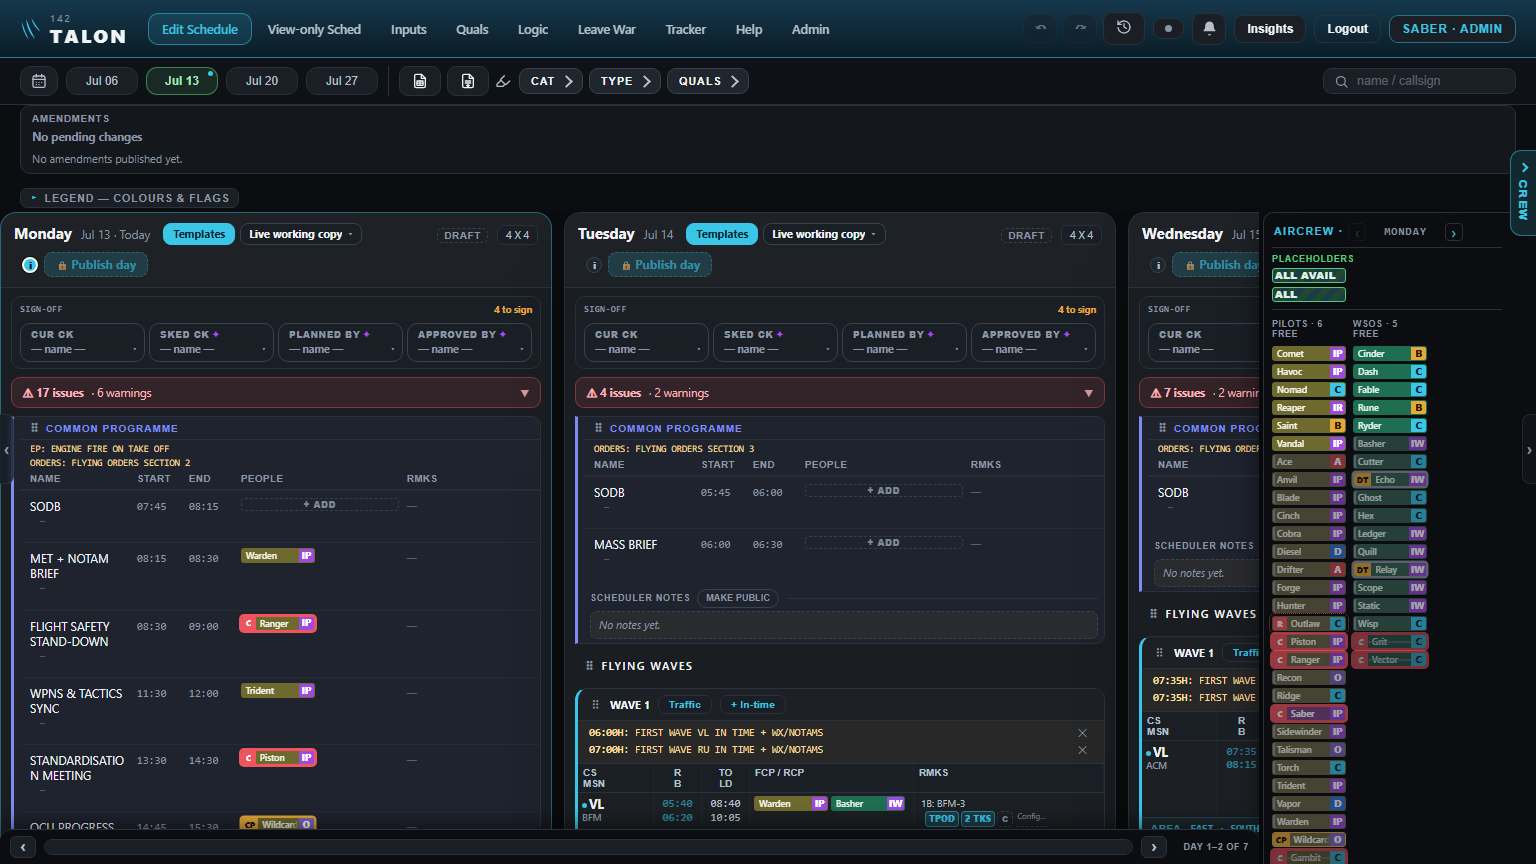 142
TALON
Edit Schedule
View-only Sched
Inputs
Quals
Logic
Leave War
Tracker
Help
Admin
Insights
Logout
SABER · ADMIN
Jul 06
Jul 13
Jul 20
Jul 27
CAT
TYPE
QUALS
name / callsign
AMENDMENTS
No pending changes
No amendments published yet.
LEGEND — COLOURS & FLAGS
CREW
Monday Jul 13 · Today
Templates
Live working copy
DRAFT
4 X 4
i
Publish day
SIGN-OFF
4 to sign
CUR CK
— name —
SKED CK
— name —
PLANNED BY
— name —
APPROVED BY
— name —
17 issues · 6 warnings
COMMON PROGRAMME
EP: ENGINE FIRE ON TAKE OFF
ORDERS: FLYING ORDERS SECTION 2
NAME START END PEOPLE RMKS
SODB 07:45 08:15 + ADD —
–
MET + NOTAM BRIEF 08:15 08:30 Warden IP —
–
FLIGHT SAFETY STAND-DOWN 08:30 09:00 C Ranger IP —
–
WPNS & TACTICS SYNC 11:30 12:00 Trident IP —
–
STANDARDISATIO
N MEETING 13:30 14:30 C Piston IP —
–
OCU PROGRESS 14:45 15:30 CP Wildcard O
Tuesday Jul 14
Templates
Live working copy
DRAFT
4 X 4
i
Publish day
SIGN-OFF
4 to sign
CUR CK
— name —
SKED CK
— name —
PLANNED BY
— name —
APPROVED BY
— name —
4 issues · 2 warnings
COMMON PROGRAMME
ORDERS: FLYING ORDERS SECTION 3
NAME START END PEOPLE RMKS
SODB 05:45 06:00 + ADD —
–
MASS BRIEF 06:00 06:30 + ADD —
–
SCHEDULER NOTES
MAKE PUBLIC
No notes yet.
FLYING WAVES
WAVE 1
Traffic
+ In-time
06:00H: FIRST WAVE VL IN TIME + WX/NOTAMS
07:00H: FIRST WAVE RU IN TIME + WX/NOTAMS
CS R TO FCP / RCP RMKS
MSN B LD
VL 05:40 08:40 Warden IP Basher IW 1B: BFM-3
BFM 06:20 10:05 TPOD 2 TKS C Config...
Wednesday Jul 15
i
Publish day
SIGN-OFF
CUR CK
— name —
7 issues · 2 warnin
COMMON PROG
ORDERS: FLYING ORDE
NAME
SODB
–
SCHEDULER NOTES
No notes yet.
FLYING WAVES
WAVE 1
Traffi
07:35H: FIRST WAVE
07:35H: FIRST WAVE
CS R
MSN B
VL 07:35
ACM 08:15
AREA EAST · SOUTH
AIRCREW ·
MONDAY
PLACEHOLDERS
ALL AVAIL
ALL
PILOTS · 6 FREE
Comet IP
Havoc IP
Nomad C
Reaper IR
Saint B
Vandal IP
Ace A
Anvil IP
Blade IP
Cinch IP
Cobra IP
Diesel D
Drifter A
Forge IP
Hunter IP
R Outlaw C
C Piston IP
C Ranger IP
Recon O
Ridge C
C Saber IP
Sidewinder IP
Talisman O
Torch C
Trident IP
Vapor D
Warden IP
CP Wildcard O
C Gambit C
WSOS · 5 FREE
Cinder B
Dash C
Fable C
Rune B
Ryder C
Basher IW
Cutter C
DT Echo IW
Ghost C
Hex C
Ledger IW
Quill IW
DT Relay IW
Scope IW
Static IW
Wisp C
C Grit C
C Vector C
DAY 1–2 OF 7